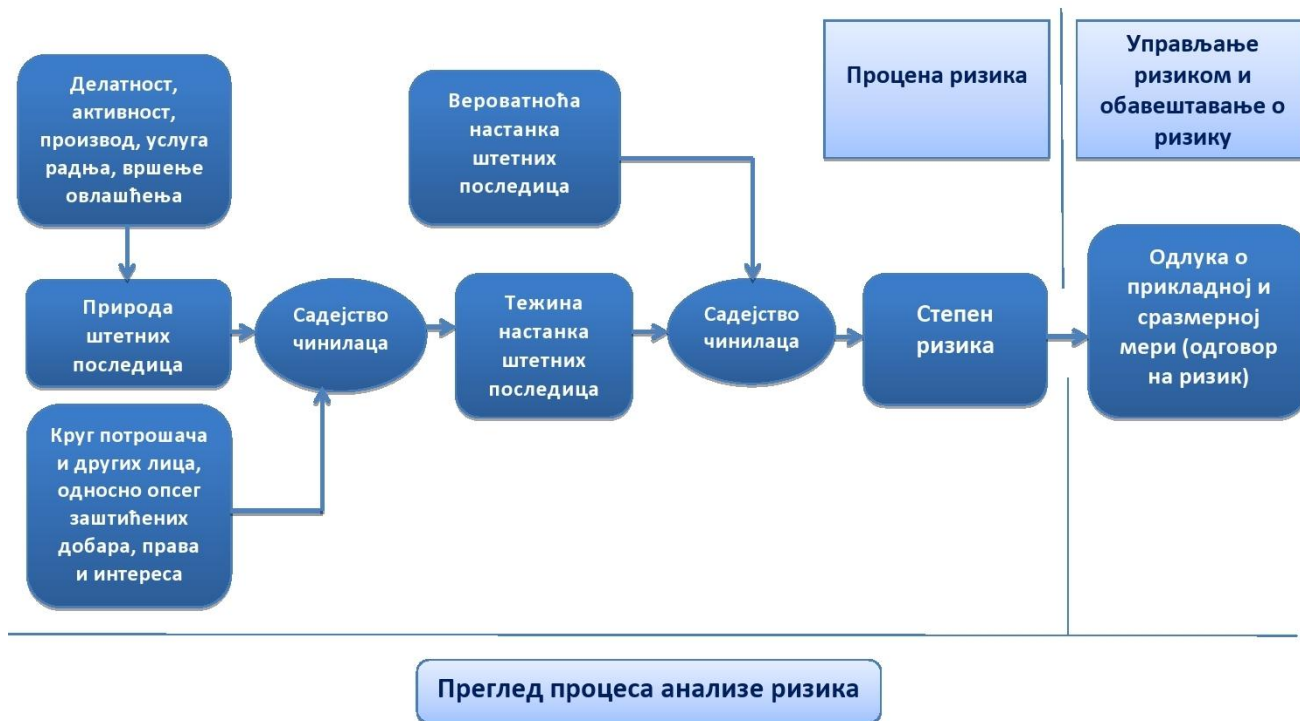 Делатност,
активност,
производ, услуга
радња, вршење
овлашћења
Вероватноћа
настанка
штетних
последица
Процена ризика
Управљање
ризиком и
обавештавање о
ризику
Природа
штетних
последица
Садејство
чинилаца
Тежина
настанка
штетних
последица
Садејство
чинилаца
Степен
ризика
Одлука о
прикладној и
сразмерној
мери (одговор
на ризик)
Круг потрошача
и других лица,
односно опсег
заштићених
добара, права
и интереса
Преглед процеса анализе ризика